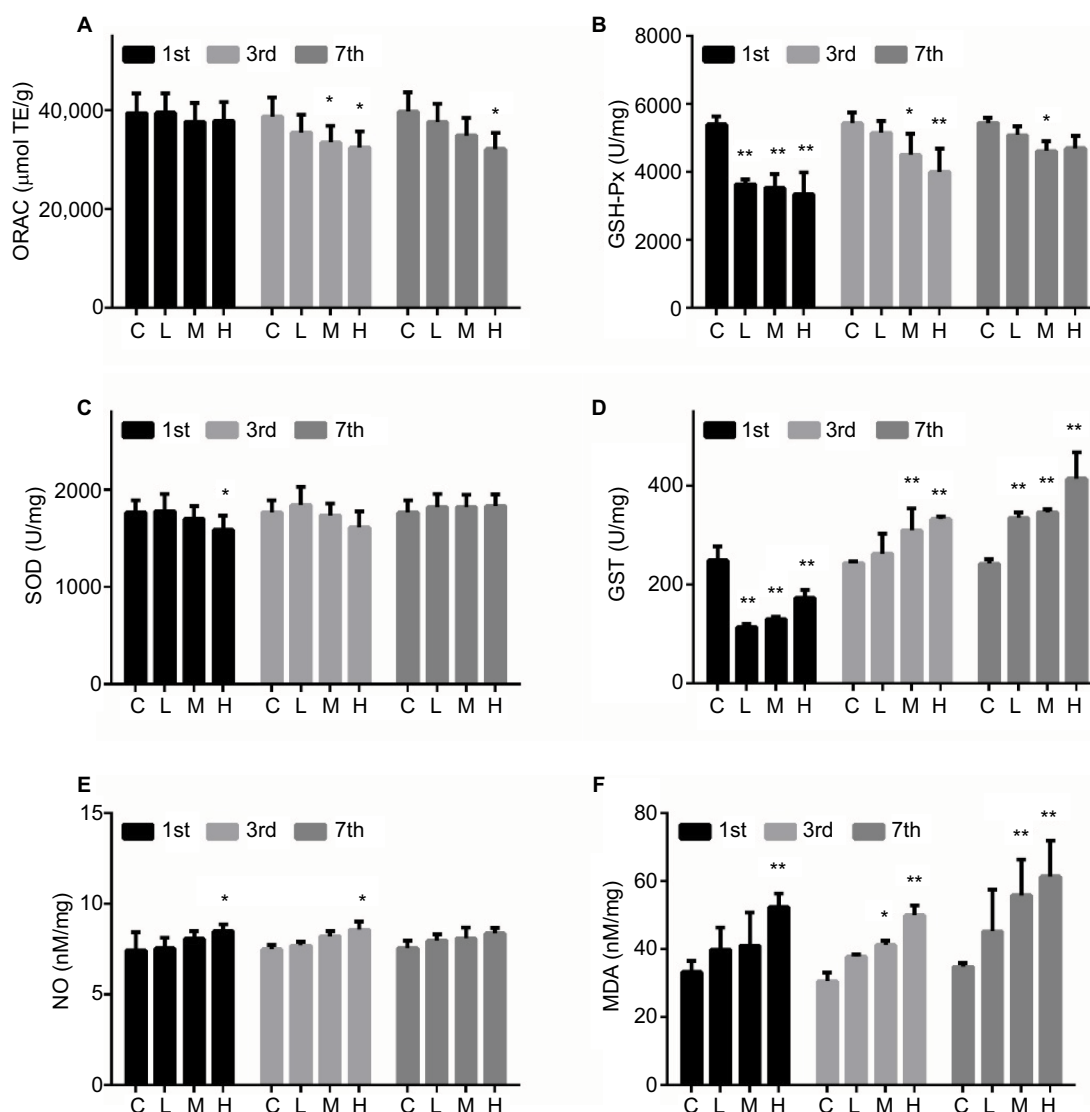 A
1st 3rd 7th
ORAC (μmol TE/g)
40,000
20,000
0
* * *
C L M H C L M H C L M H
B
1st 3rd 7th
GSH-Px (U/mg)
8000
6000
4000
2000
0
** ** ** * ** *
C L M H C L M H C L M H
C
1st 3rd 7th
SOD (U/mg)
2000
1000
0
*
C L M H C L M H C L M H
D
1st 3rd 7th
GST (U/mg)
400
200
0
** ** ** ** ** ** ** **
C L M H C L M H C L M H
E
1st 3rd 7th
NO (nM/mg)
15
10
5
0
* *
C L M H C L M H C L M H
F
1st 3rd 7th
MDA (nM/mg)
80
60
40
20
0
** * ** ** **
C L M H C L M H C L M H